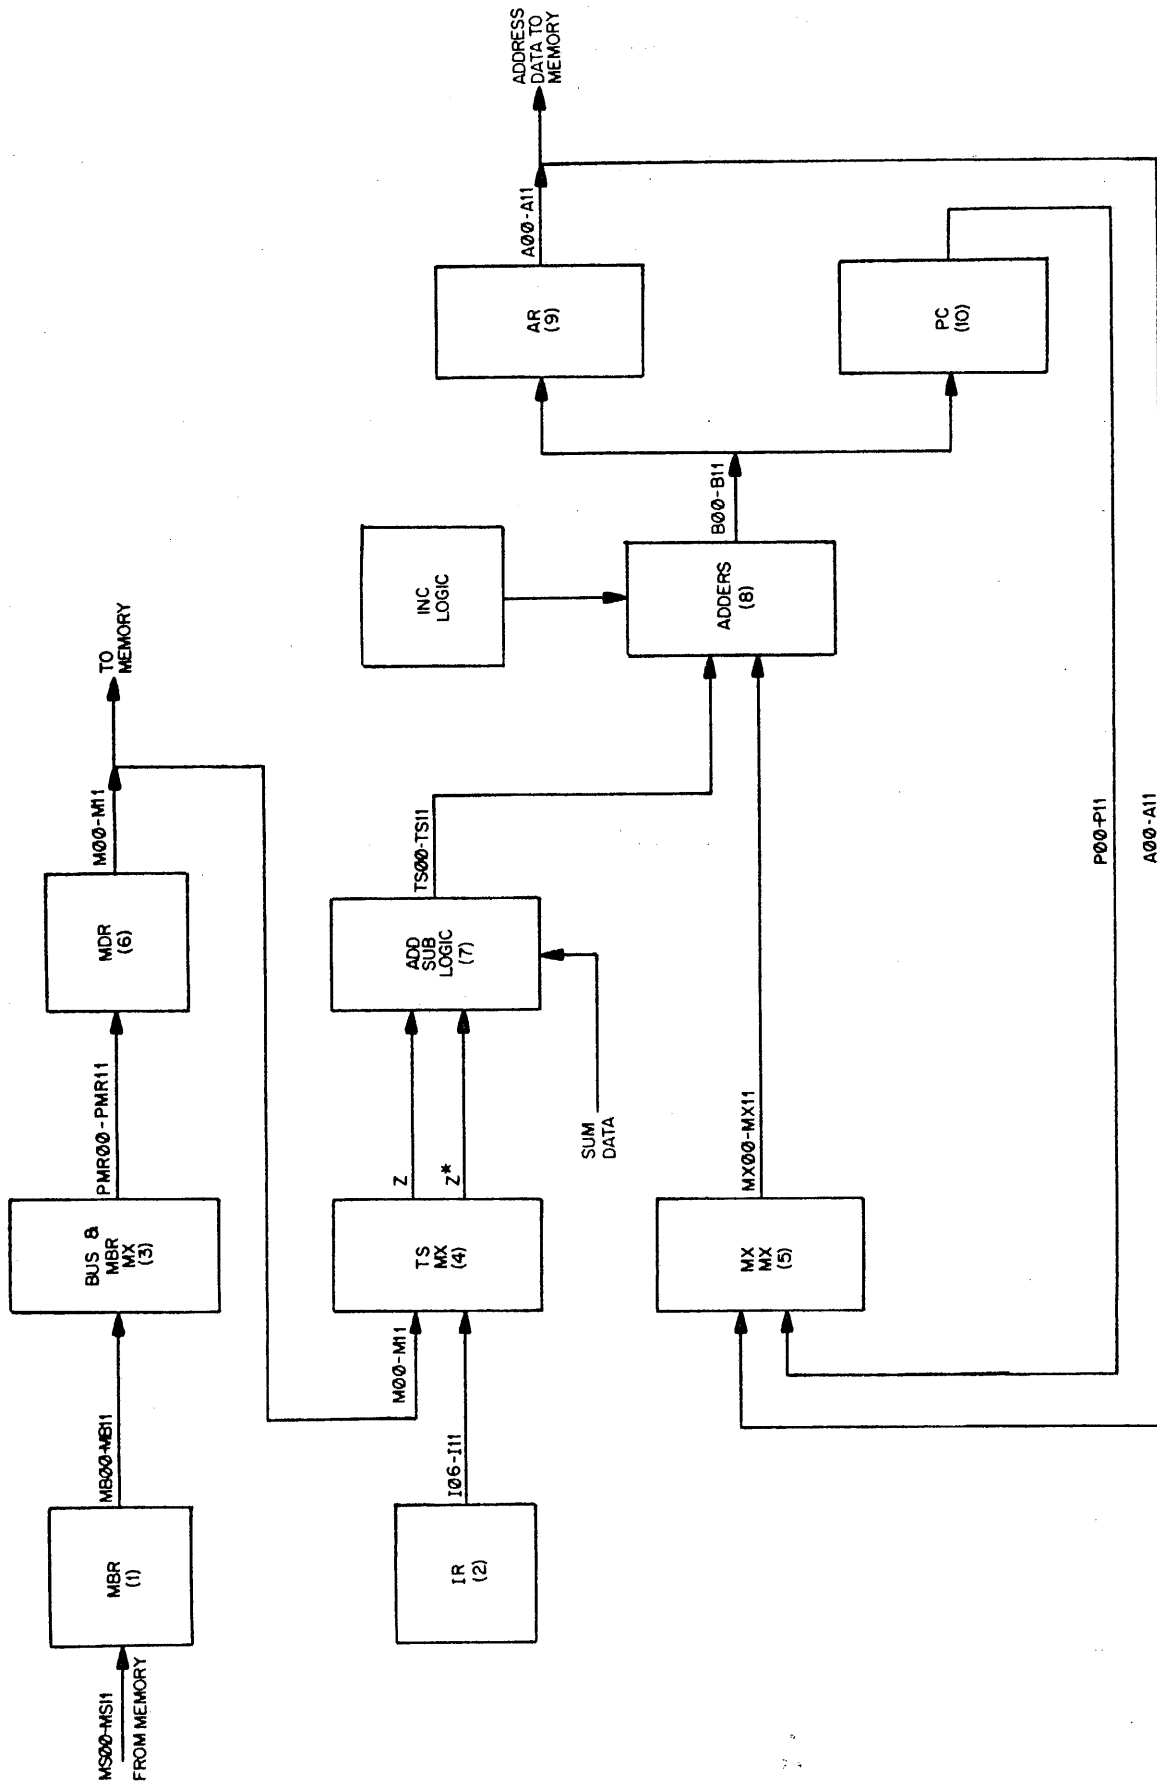 MS00-MS11
FROM MEMORY
MBR
(1)
MB00-MB11
BUS &
MBR
MX
(3)
PMR00-PMR11
MDR
(6)
M00-M11
TO
MEMORY
IR
(2)
I06-I11
M00-M11
TS
MX
(4)
Z
Z*
ADD
SUB
LOGIC
(7)
SUM
DATA
TS00-TS11
INC
LOGIC
MX
MX
(5)
MX00-MX11
ADDERS
(8)
B00-B11
AR
(9)
A00-A11
ADDRESS
DATA TO
MEMORY
PC
(10)
P00-P11
A00-A11